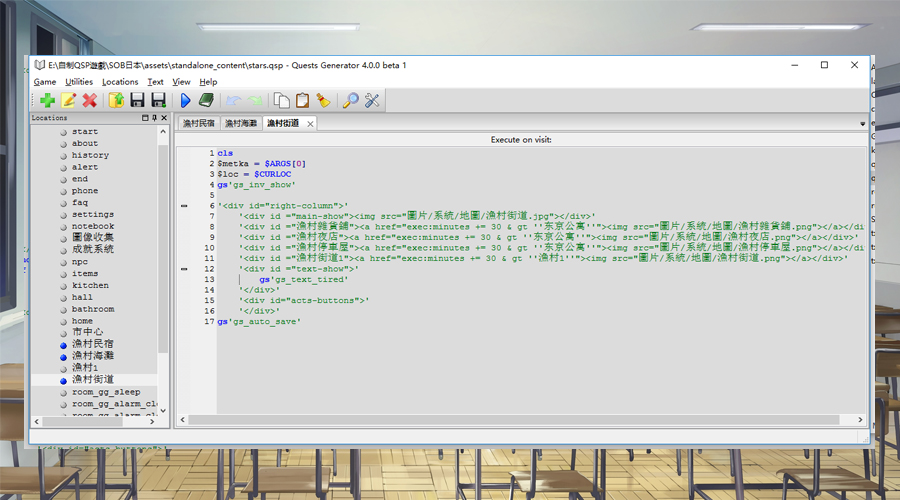 E:\自制QSP遊戲\SOB日本\assets\standalone_content\stars.qsp - Quests Generator 4.0.0 beta 1
Game Utilities Locations Text View Help
Locations
start
about
history
alert
end
phone
faq
settings
notebook
圖像收集
成就系統
npc
items
kitchen
hall
bathroom
home
市中心
漁村民宿
漁村海灘
漁村1
漁村街道
room_gg_sleep
room_gg_alarm_clo
漁村民宿 漁村海灘 漁村街道
Execute on visit:
1 cls
2 $metka = $ARGS[0]
3 $loc = $CURLOC
4 gs'gs_inv_show'
5
6 '<div id="right-column">'
7 '<div id ="main-show"><img src="圖片/系統/地圖/漁村街道.jpg"></div>'
8 '<div id ="漁村雜貨鋪"><a href="exec:minutes += 30 & gt ''东京公寓''"><img src="圖片/系統/地圖/漁村雜貨鋪.png"></a></di
9 '<div id ="漁村夜店"><a href="exec:minutes += 30 & gt ''东京公寓''"><img src="圖片/系統/地圖/漁村夜店.png"></a></div>'
10 '<div id ="漁村停車屋"><a href="exec:minutes += 30 & gt ''东京公寓''"><img src="圖片/系統/地圖/漁村停車屋.png"></a></di
11 '<div id ="漁村街道1"><a href="exec:minutes += 30 & gt ''漁村1''"><img src="圖片/系統/地圖/漁村街道.png"></a></div>'
12 '<div id ="text-show">'
13 gs'gs_text_tired'
14 '</div>'
15 '<div id="acts-buttons">'
16 '</div>'
17 gs'gs_auto_save'